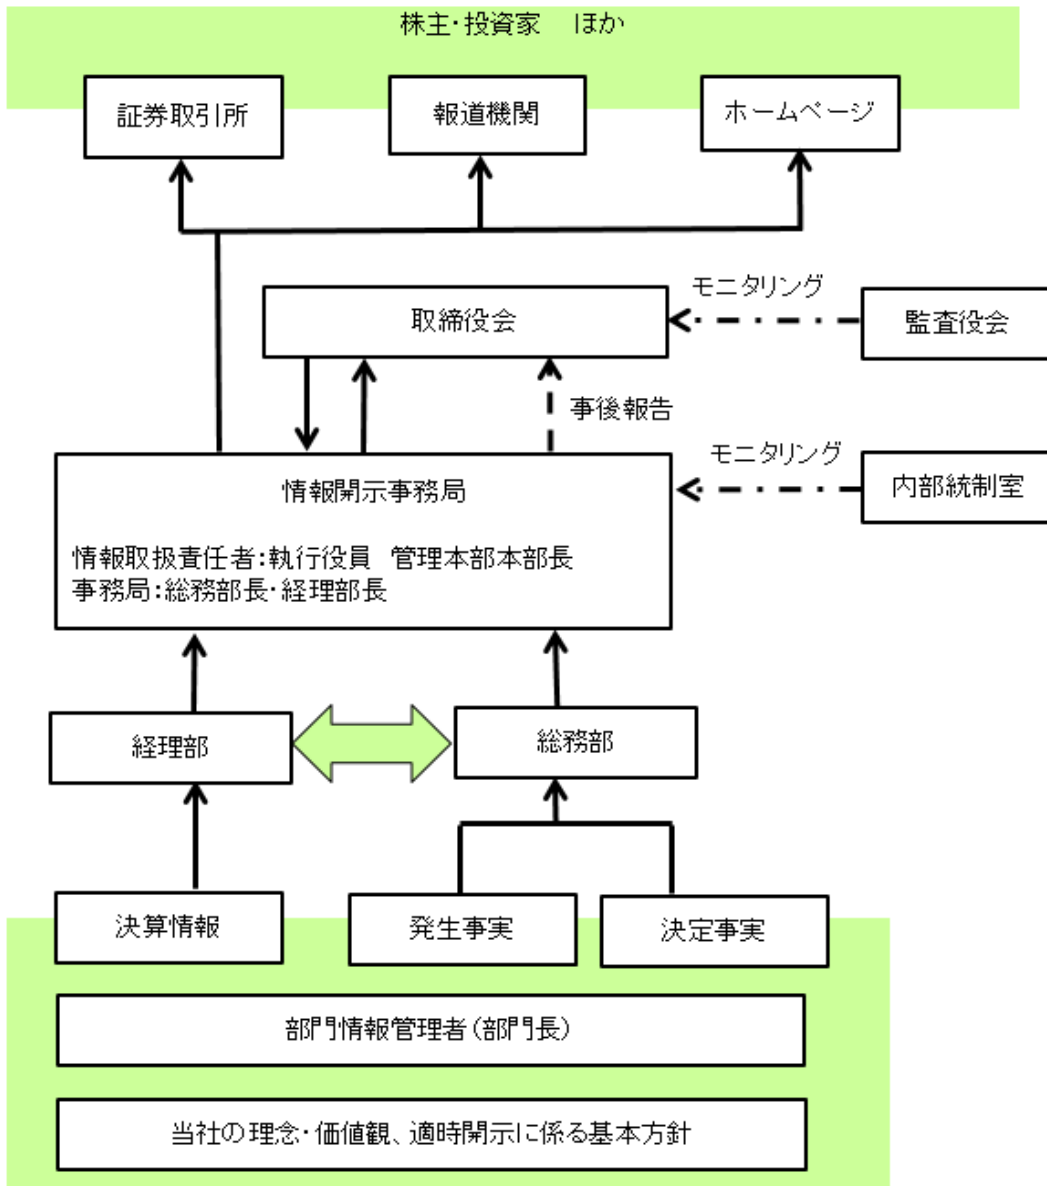 株主・投資家　ほか
証券取引所
報道機関
ホームページ
モニタリング
取締役会
監査役会
事後報告
モニタリング
情報開示事務局
内部統制室
情報取扱責任者:執行役員　管理本部本部長
事務局:総務部長・経理部長
経理部
総務部
決算情報
発生事実
決定事実
部門情報管理者(部門長)
当社の理念・価値観、適時開示に係る基本方針